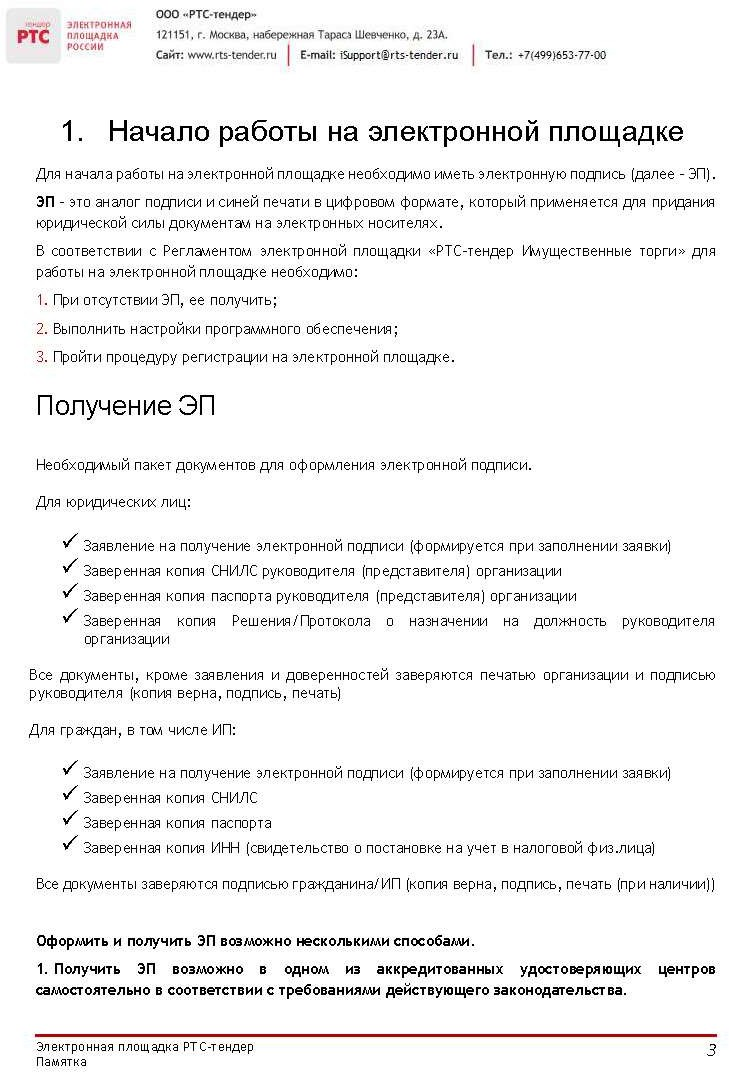 ООО «РТС-тендер»
тендер
РТС
ЭЛЕКТРОННАЯ
ПЛОЩАДКА
РОССИИ
121151, г. Москва, набережная Тараса Шевченко, д. 23А.
Сайт: www.rts-tender.ru | E-mail: iSupport@rts-tender.ru | Тел.: +7(499)653-77-00
1. Начало работы на электронной площадке
Для начала работы на электронной площадке необходимо иметь электронную подпись (далее - ЭП).
ЭП - это аналог подписи и синей печати в цифровом формате, который применяется для придания
юридической силы документам на электронных носителях.
В соответствии с Регламентом электронной площадки «РТС-тендер Имущественные торги» для
работы на электронной площадке необходимо:
1. При отсутствии ЭП, ее получить;
2. Выполнить настройки программного обеспечения;
3. Пройти процедуру регистрации на электронной площадке.
Получение ЭП
Необходимый пакет документов для оформления электронной подписи.
Для юридических лиц:
✓ Заявление на получение электронной подписи (формируется при заполнении заявки)
✓ Заверенная копия СНИЛС руководителя (представителя) организации
✓ Заверенная копия паспорта руководителя (представителя) организации
✓ Заверенная копия Решения/Протокола о назначении на должность руководителя
организации
Все документы, кроме заявления и доверенностей заверяются печатью организации и подписью
руководителя (копия верна, подпись, печать)
Для граждан, в том числе ИП:
✓ Заявление на получение электронной подписи (формируется при заполнении заявки)
✓ Заверенная копия СНИЛС
✓ Заверенная копия паспорта
✓ Заверенная копия ИНН (свидетельство о постановке на учет в налоговой физ.лица)
Все документы заверяются подписью гражданина/ИП (копия верна, подпись, печать (при наличии))
Оформить и получить ЭП возможно несколькими способами.
1. Получить ЭП возможно в одном из аккредитованных удостоверяющих центров
самостоятельно в соответствии с требованиями действующего законодательства.
Электронная площадка РТС-тендер
Памятка
3